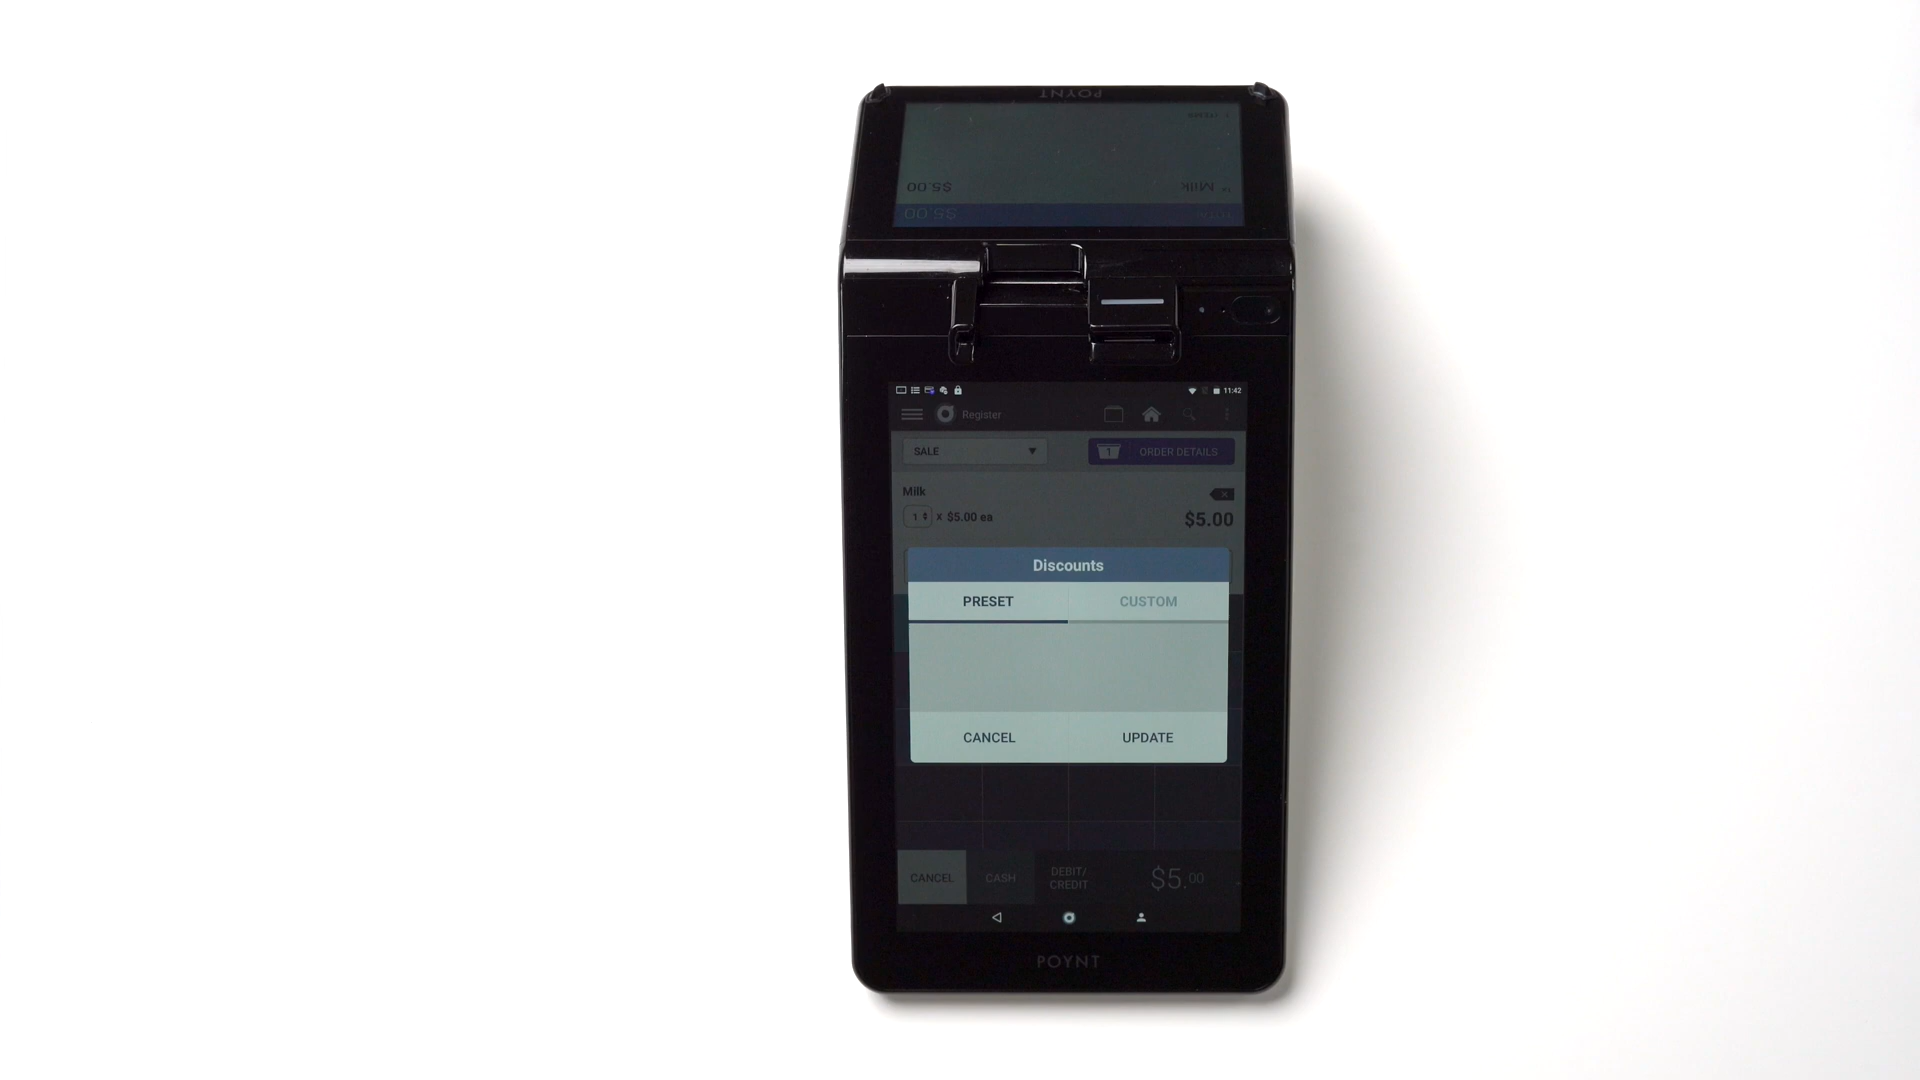 POYNT
$5.00
Milk
$5.00
11:42
Register
SALE
1
ORDER DETAILS
Milk
1 x $5.00 ea
$5.00
Discounts
PRESET
CUSTOM
CANCEL
UPDATE
CANCEL
CASH
DEBIT/
CREDIT
$5.00
POYNT